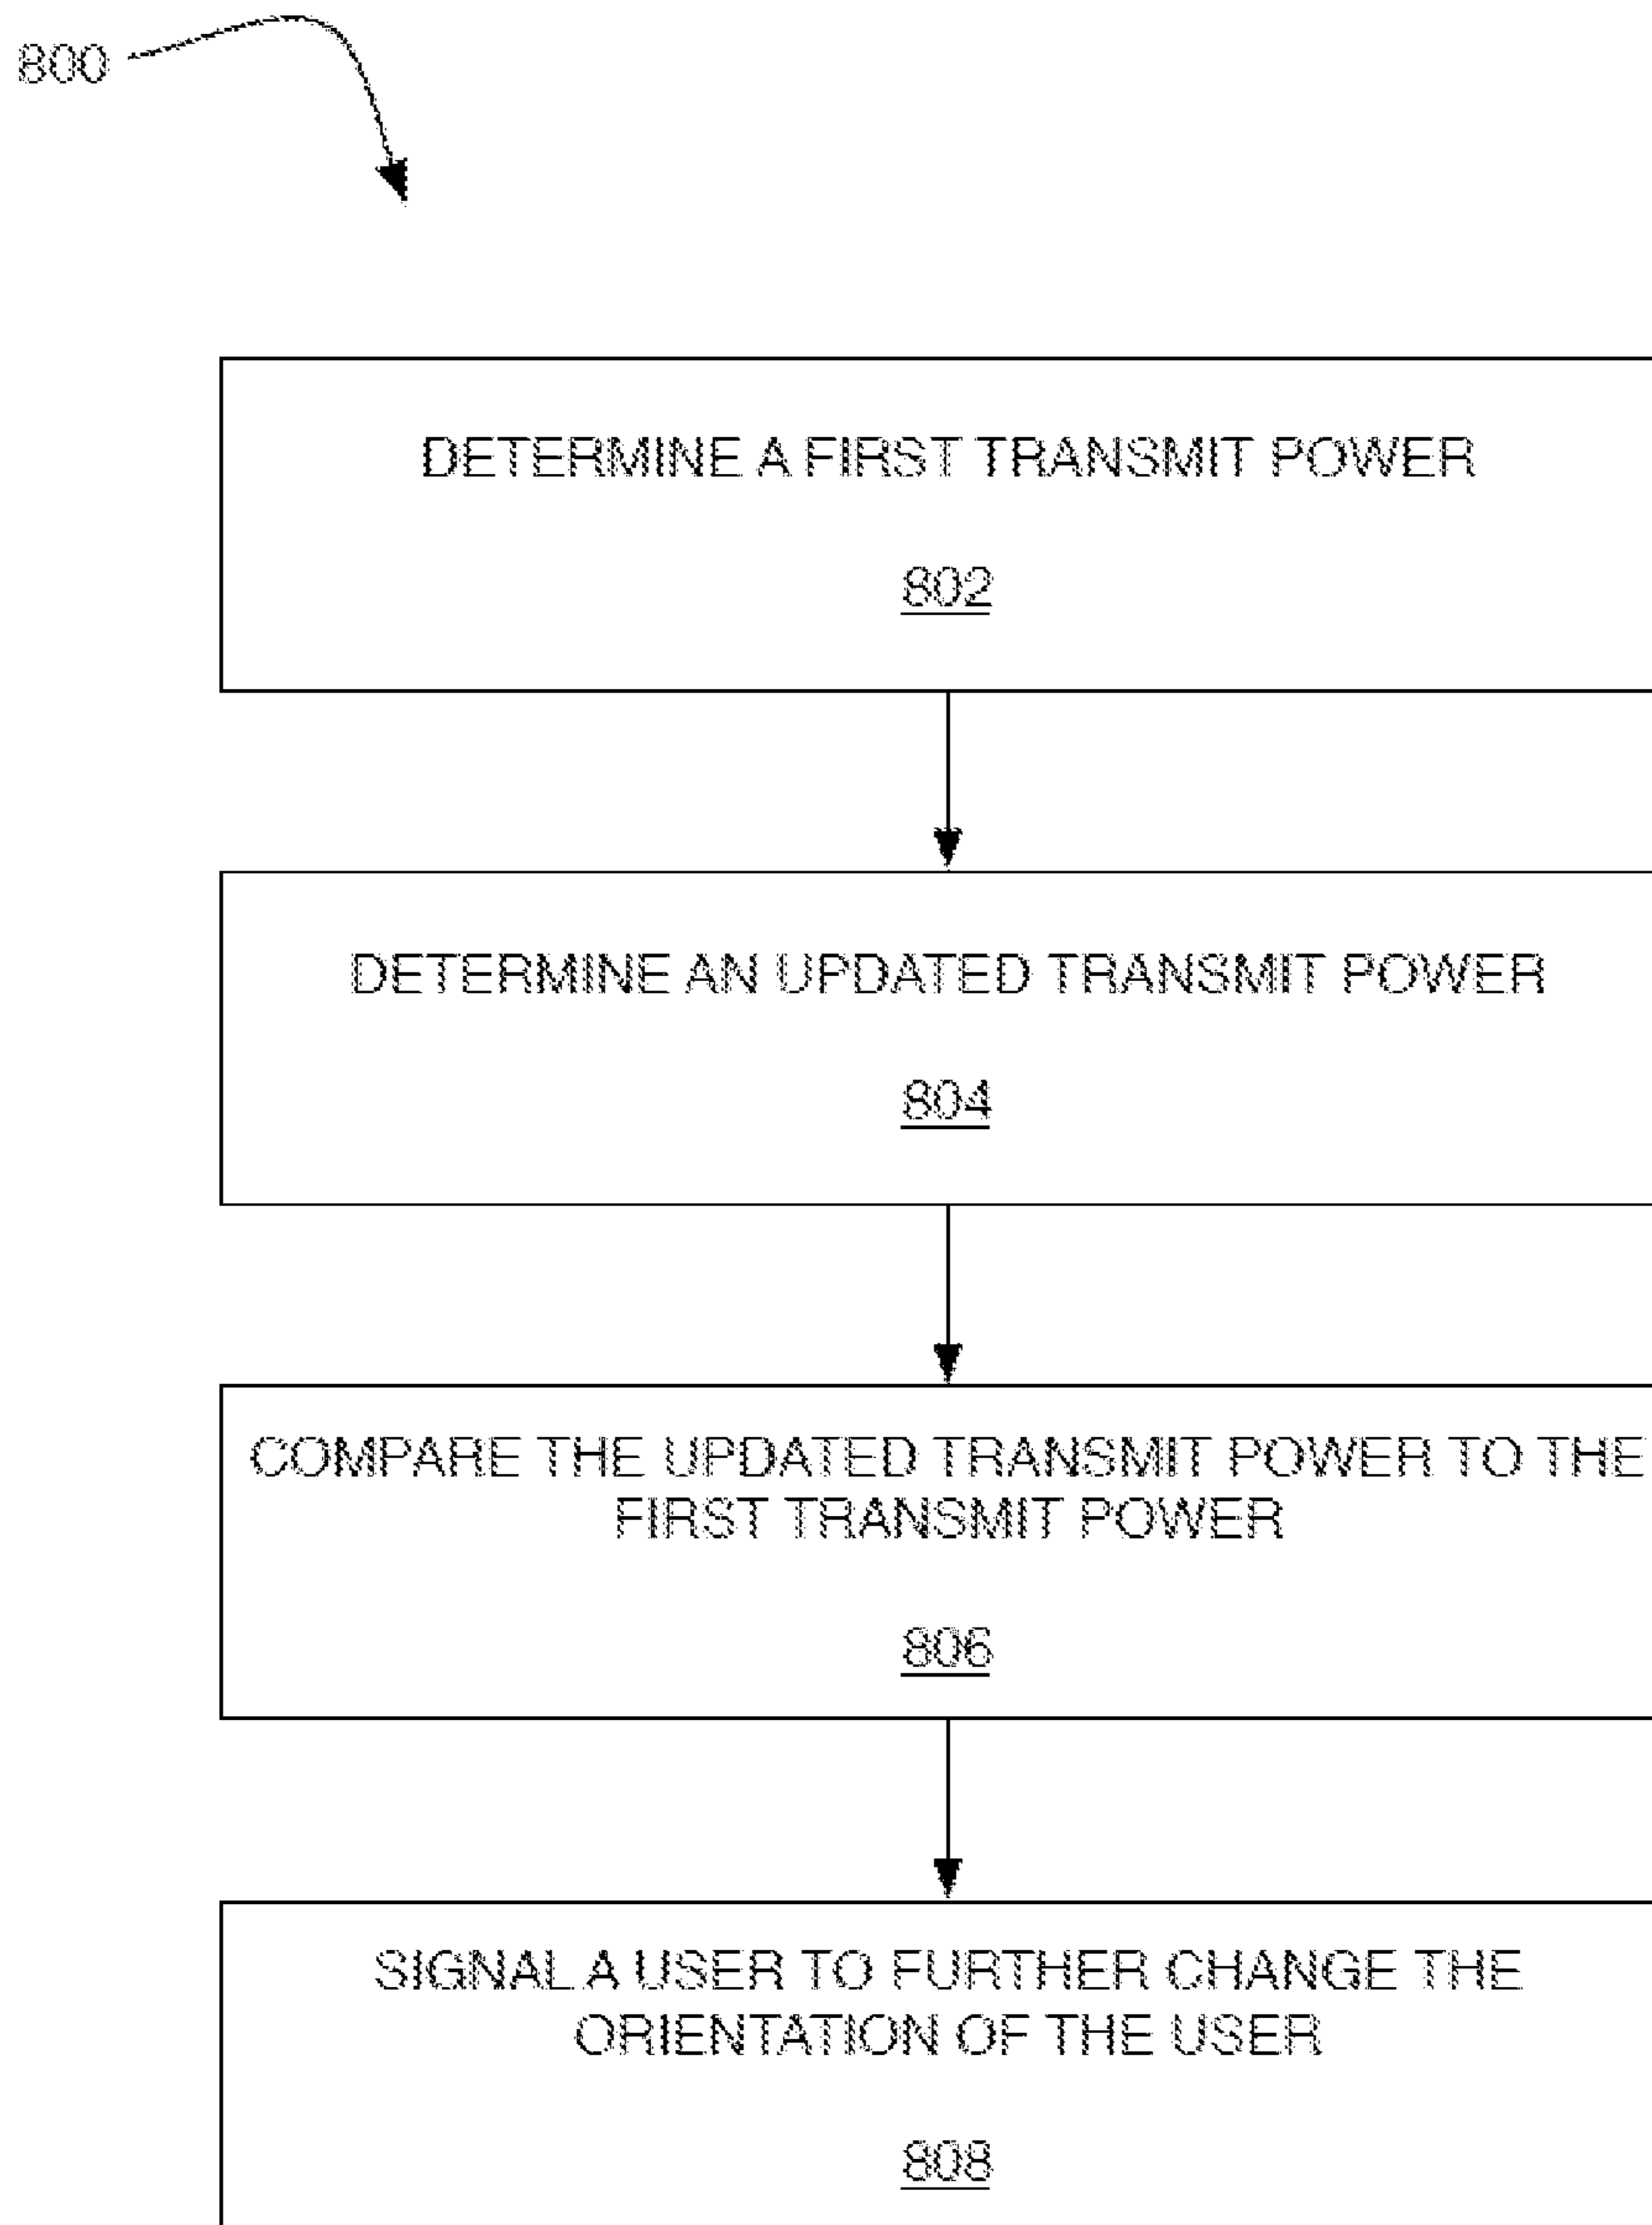 800
DETERMINE A FIRST TRANSMIT POWER
802
DETERMINE AN UPDATED TRANSMIT POWER
804
COMPARE THE UPDATED TRANSMIT POWER TO THE
FIRST TRANSMIT POWER
806
SIGNAL A USER TO FURTHER CHANGE THE
ORIENTATION OF THE USER
808